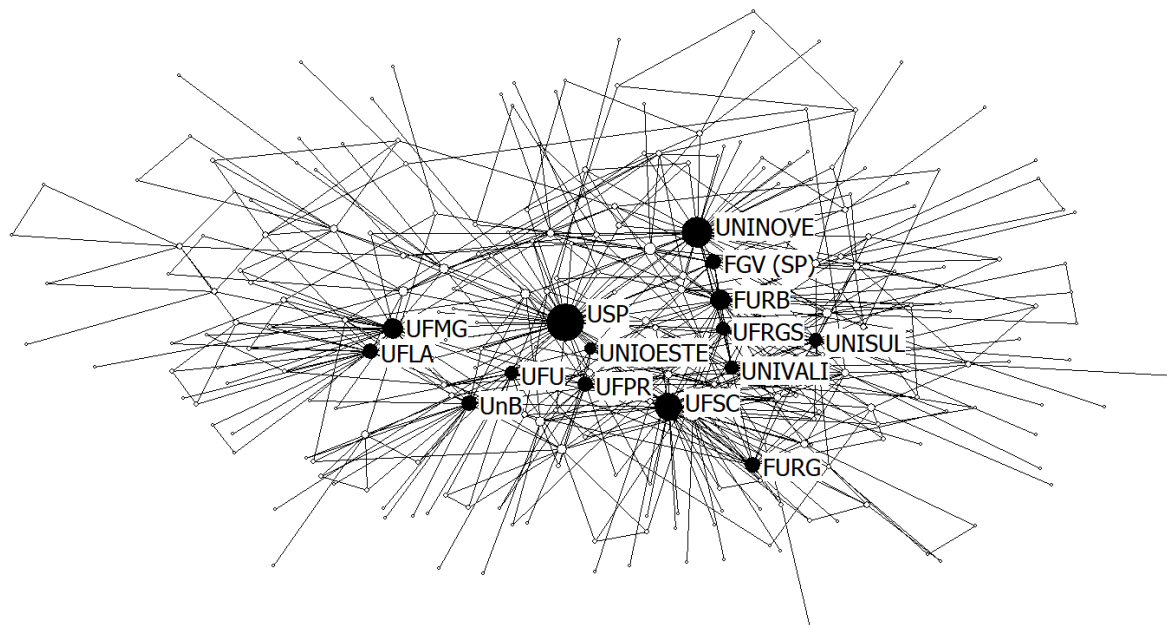 UNINOVE
FGV (SP)
FURB
USP
UFMG
UFRGS
UNISUL
UNIOESTE
UFLA
UNIVALI
UFU
UFPR
UnB
UFSC
FURG